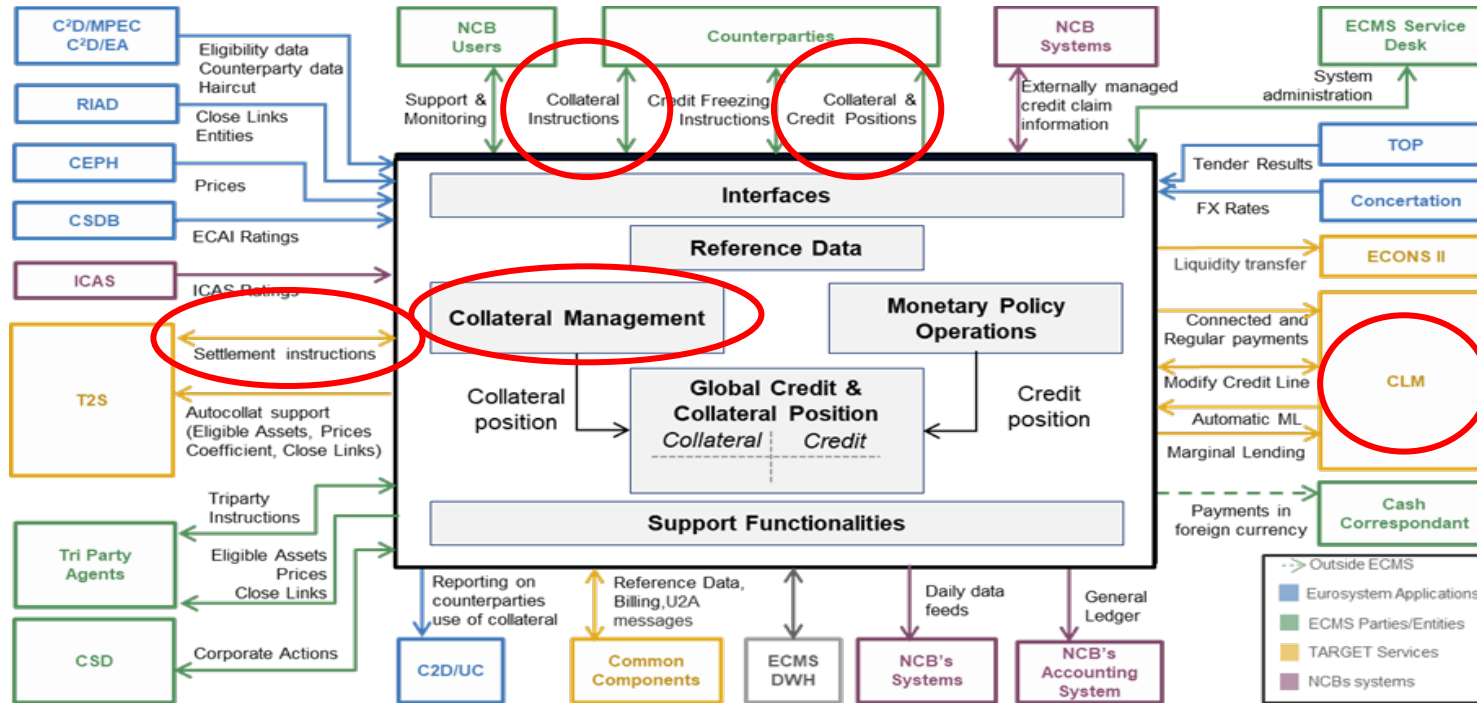 C²D/MPEC
C²D/EA
Eligibility data
Counterparty data
Haircut
RIAD
Close Links
Entities
CEPH
Prices
CSDB
ECAI Ratings
ICAS
ICAS Ratings
T2S
Settlement instructions
Autocollat support
(Eligible Assets, Prices
Coefficient, Close Links)
Tri Party
Agents
Triparty
Instructions
Eligible Assets
Prices
Close Links
CSD
Corporate Actions
NCB
Users
Support &
Monitoring
Counterparties
Collateral
Instructions
Credit Freezing
Instructions
Collateral &
Credit Positions
NCB
Systems
Externally managed
credit claim
information
ECMS Service
Desk
System
administration
Interfaces
Reference Data
Collateral Management
Monetary Policy
Operations
Collateral
position
Global Credit &
Collateral Position
Collateral
Credit
Credit
position
Support Functionalities
TOP
Tender Results
Concertation
FX Rates
ECONS II
Liquidity transfer
CLM
Connected and
Regular payments
Modify Credit Line
Automatic ML
Marginal Lending
Cash
Correspondant
Payments in
foreign currency
Reporting on
counterparties
use of collateral
C2D/UC
Reference Data,
Billing,U2A
messages
Common
Components
ECMS
DWH
Daily data
feeds
NCB's
Systems
General
Ledger
NCB's
Accounting
System
Outside ECMS
Eurosystem Applications
ECMS Parties/Entities
TARGET Services
NCBs systems